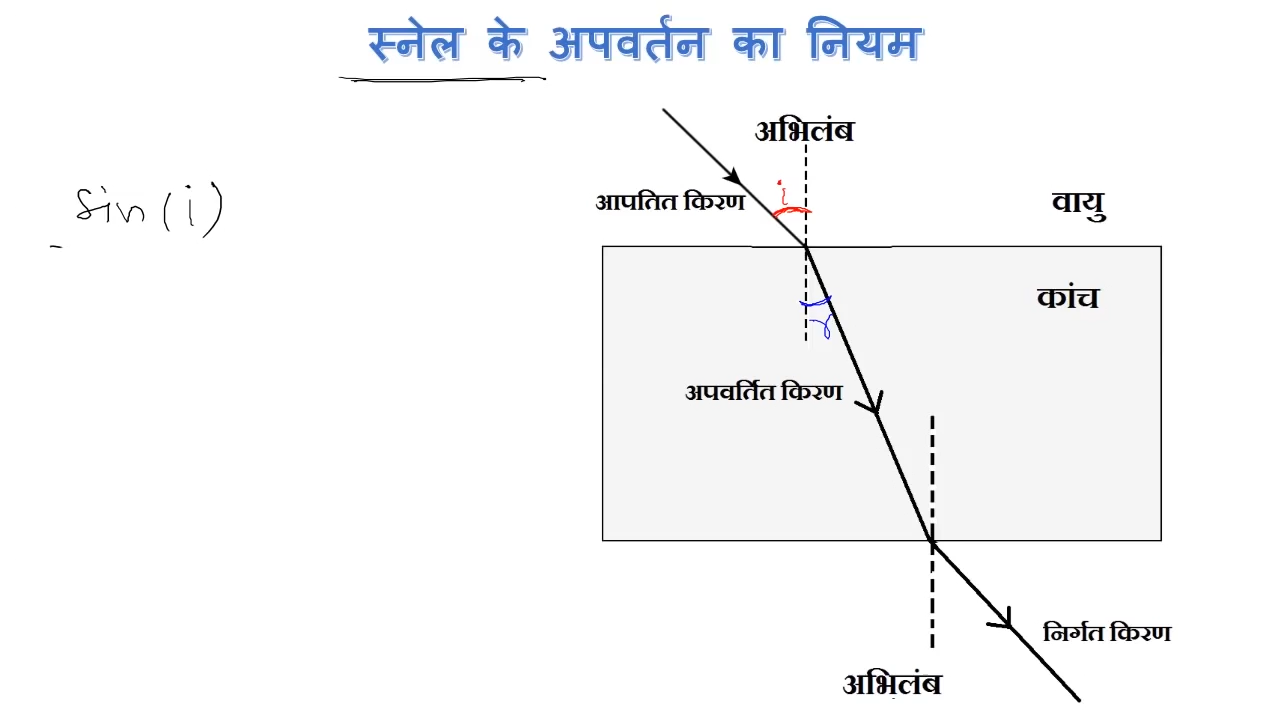 स्नेल के अपवर्तन का नियम
अभिलंब
i
आपतित किरण
वायु
sin(i)
कांच
r
अपवर्तित किरण
निर्गत किरण
अभिलंब